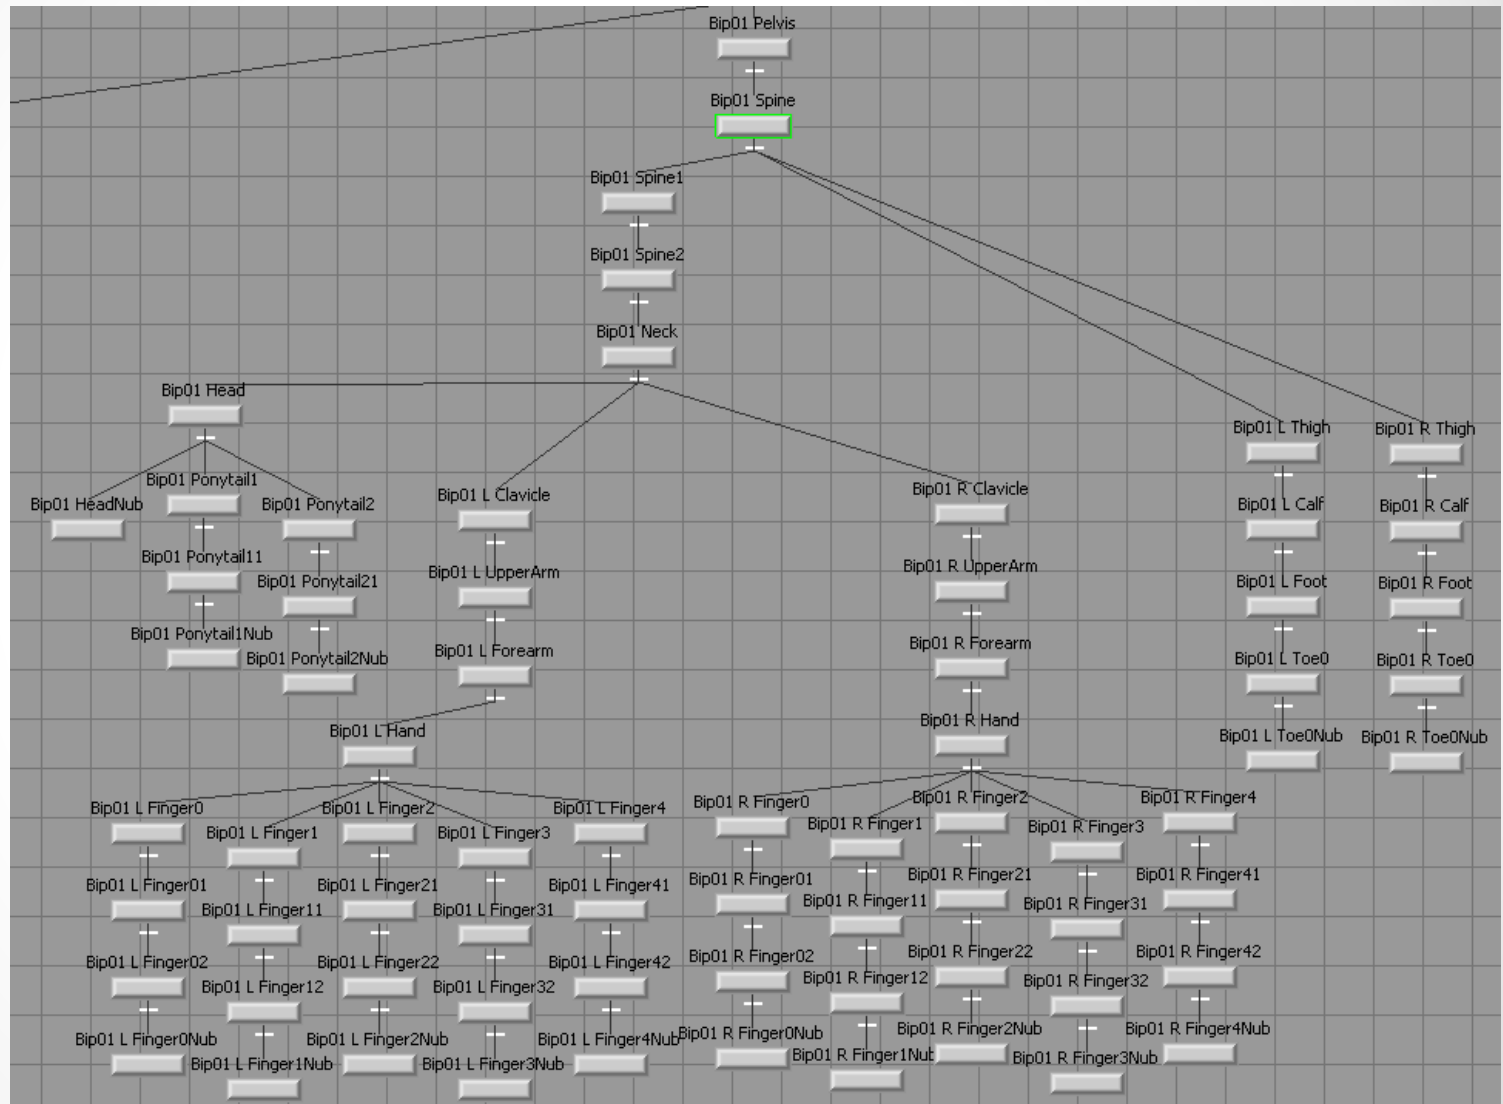 Bip01 Pelvis
Bip01 Spine
Bip01 Spine1
Bip01 Spine2
Bip01 Neck
Bip01 Head
Bip01 L Thigh
Bip01 R Thigh
Bip01 HeadNub
Bip01 Ponytail1
Bip01 Ponytail2
Bip01 L Clavicle
Bip01 R Clavicle
Bip01 L Calf
Bip01 R Calf
Bip01 Ponytail11
Bip01 Ponytail21
Bip01 L UpperArm
Bip01 R UpperArm
Bip01 L Foot
Bip01 R Foot
Bip01 Ponytail1Nub
Bip01 Ponytail2Nub
Bip01 L Forearm
Bip01 R Forearm
Bip01 L Toe0
Bip01 R Toe0
Bip01 L Hand
Bip01 R Hand
Bip01 L Toe0Nub
Bip01 R Toe0Nub
Bip01 L Finger0
Bip01 L Finger1
Bip01 L Finger2
Bip01 L Finger3
Bip01 L Finger4
Bip01 R Finger0
Bip01 R Finger1
Bip01 R Finger2
Bip01 R Finger3
Bip01 R Finger4
Bip01 L Finger01
Bip01 L Finger11
Bip01 L Finger21
Bip01 L Finger31
Bip01 L Finger41
Bip01 R Finger01
Bip01 R Finger11
Bip01 R Finger21
Bip01 R Finger31
Bip01 R Finger41
Bip01 L Finger02
Bip01 L Finger12
Bip01 L Finger22
Bip01 L Finger32
Bip01 L Finger42
Bip01 R Finger02
Bip01 R Finger12
Bip01 R Finger22
Bip01 R Finger32
Bip01 R Finger42
Bip01 L Finger0Nub
Bip01 L Finger1Nub
Bip01 L Finger2Nub
Bip01 L Finger3Nub
Bip01 L Finger4Nub
Bip01 R Finger0Nub
Bip01 R Finger1Nub
Bip01 R Finger2Nub
Bip01 R Finger3Nub
Bip01 R Finger4Nub